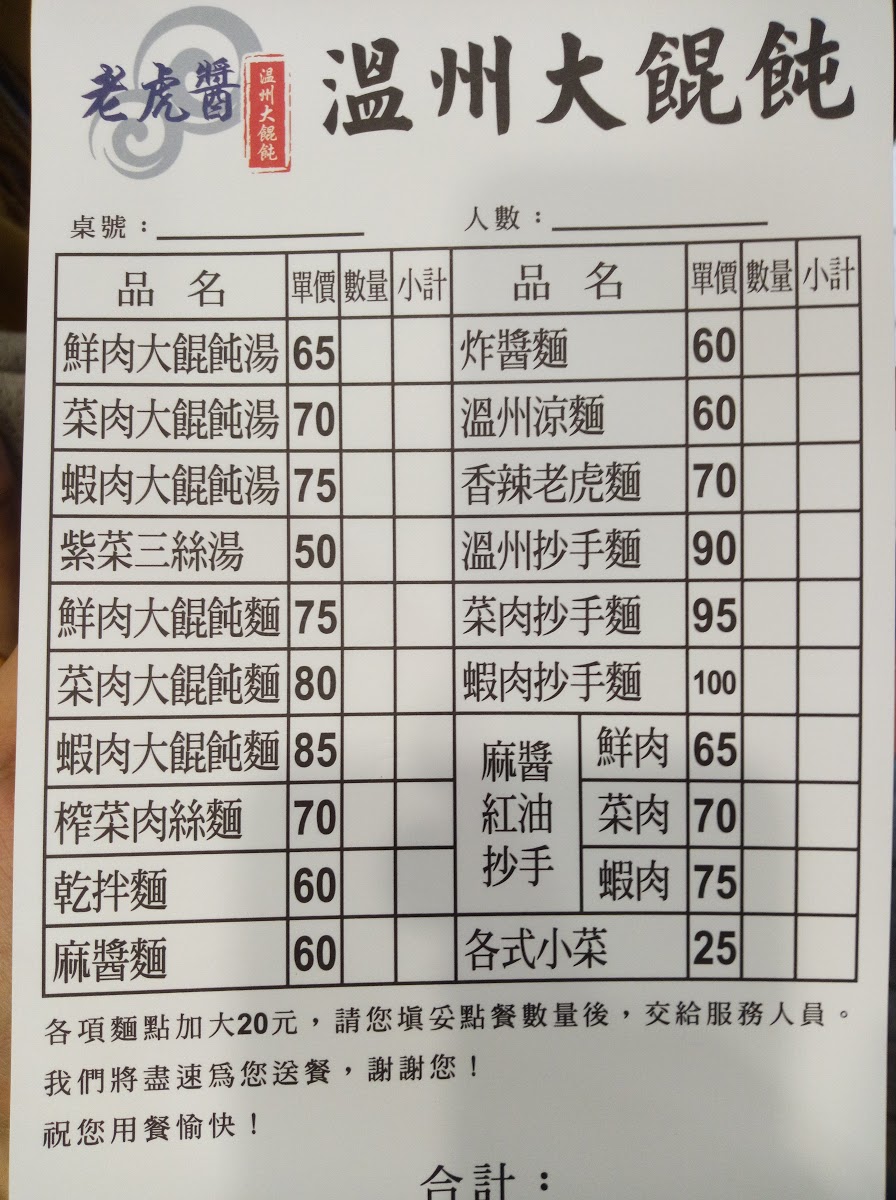 老虎醬
溫州大餛飩
溫州大餛飩
桌號：
人數：
品名 單價 數量 小計 品名 單價 數量 小計
鮮肉大餛飩湯 65 炸醬麵 60
菜肉大餛飩湯 70 溫州涼麵 60
蝦肉大餛飩湯 75 香辣老虎麵 70
紫菜三絲湯 50 溫州抄手麵 90
鮮肉大餛飩麵 75 菜肉抄手麵 95
菜肉大餛飩麵 80 蝦肉抄手麵 100
蝦肉大餛飩麵 85 麻醬 鮮肉 65
榨菜肉絲麵 70 紅油 菜肉 70
乾拌麵 60 抄手 蝦肉 75
麻醬麵 60 各式小菜 25
各項麵點加大20元，請您填妥點餐數量後，交給服務人員。
我們將盡速為您送餐，謝謝您！
祝您用餐愉快！
合計：